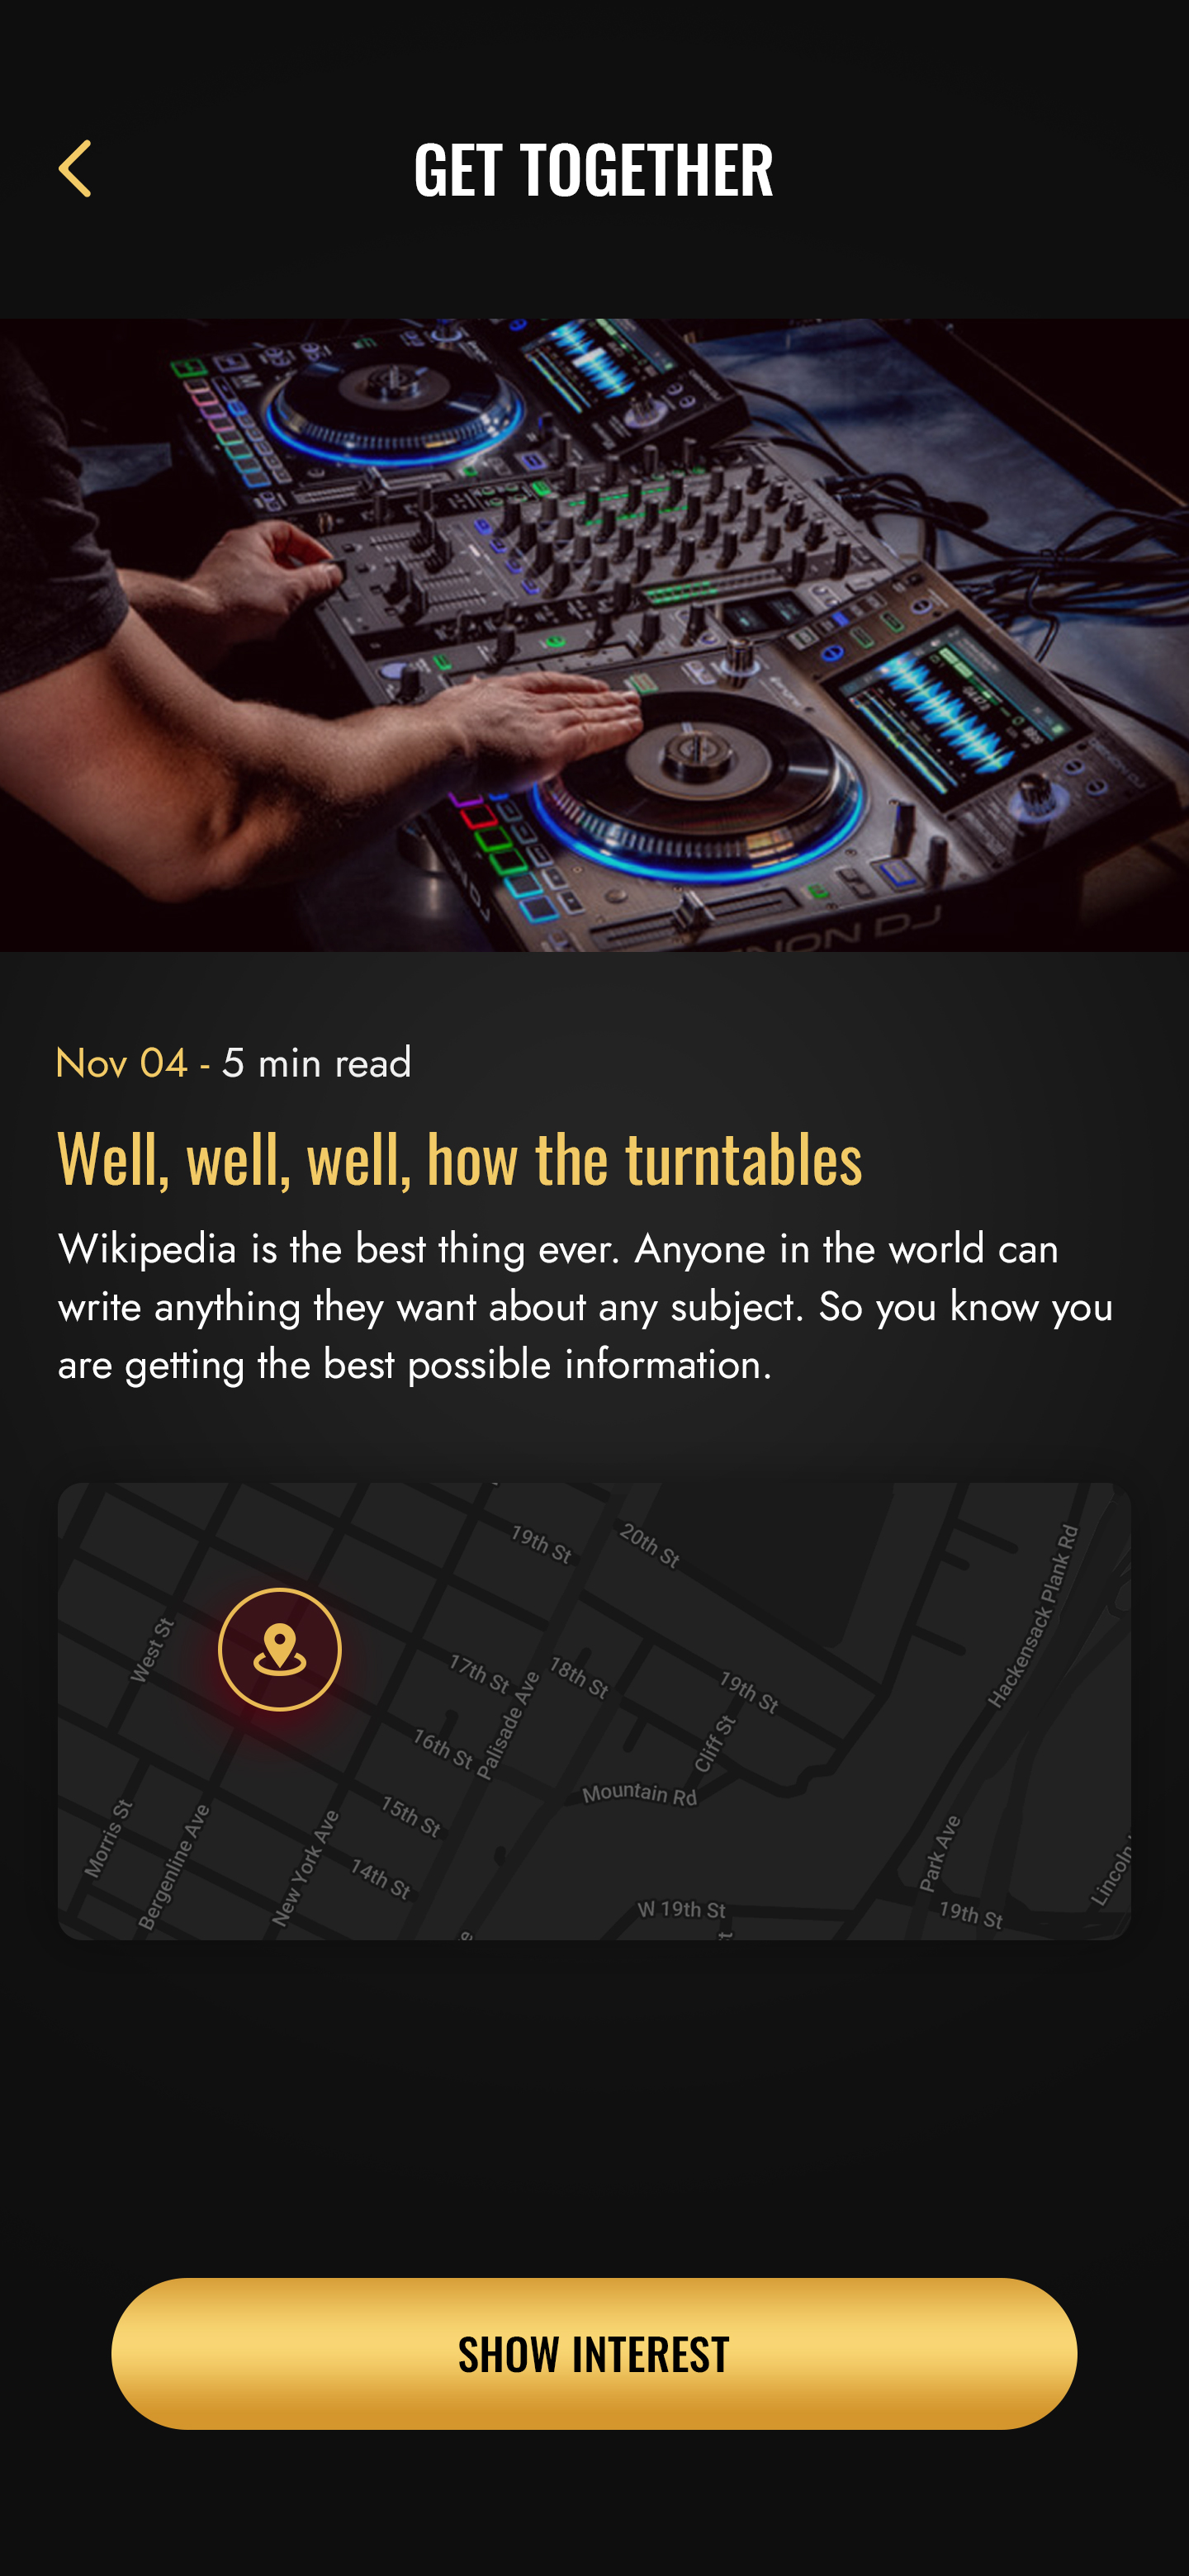 GET TOGETHER
DENON DJ
NON DJ
Nov 04 - 5 min read
Well, well, well, how the turntables
Wikipedia is the best thing ever. Anyone in the world can
write anything they want about any subject. So you know you
are getting the best possible information.
19th St
20th St
Hackensack Plank Rd
West St
17th St
18th St
19th St
Palisade Ave
Cliff St
16th St
Mountain Rd
15th St
Morris St
Bergenline Ave
New York Ave
14th St
Park Ave
Lincoln
W 19th St
19th St
SHOW INTEREST